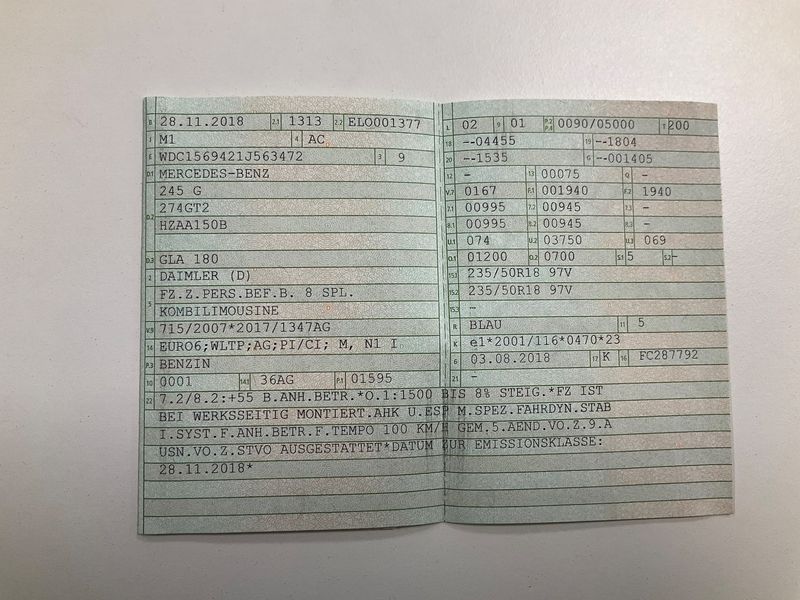 B 28.11.2018 2.1 1313 2.2 ELO001377
J M1 4 AC
E WDC1569421J563472 3 9
D.1 MERCEDES-BENZ
245 G
D.2 274GT2
HZAA150B
D.3 GLA 180
2 DAIMLER (D)
5 FZ.Z.PERS.BEF.B. 8 SPL.
KOMBILIMOUSINE
V.9 715/2007*2017/1347AG
14 EURO6;WLTP;AG;PI/CI; M, N1 I
P.3 BENZIN
10 0001 14.1 36AG P.1 01595
L 02 9 01 P.2 P.4 0090/05000 T 200
18 --04455 19 --1804
20 --1535 G --001405
12 - 13 00075 Q -
V.7 0167 F.1 001940 F.2 1940
7.1 00995 7.2 00945 7.3 -
8.1 00995 8.2 00945 8.3 -
U.1 074 U.2 03750 U.3 069
O.1 01200 O.2 0700 S.1 5 S.2 -
15.1 235/50R18 97V
15.2 235/50R18 97V
15.3 -
R BLAU 11 5
K e1*2001/116*0470*23
6 03.08.2018 17 K 16 FC287792
21 -
22 7.2/8.2:+55 B.ANH.BETR.*O.1:1500 BIS 8% STEIG.*FZ IST
BEI WERKSSEITIG MONTIERT.AHK U.ESP M.SPEZ.FAHRDYN.STAB
I.SYST.F.ANH.BETR.F.TEMPO 100 KM/H GEM.5.AEND.VO.Z.9.A
USN.VO.Z.STVO AUSGESTATTET*DATUM ZUR EMISSIONSKLASSE:
28.11.2018*